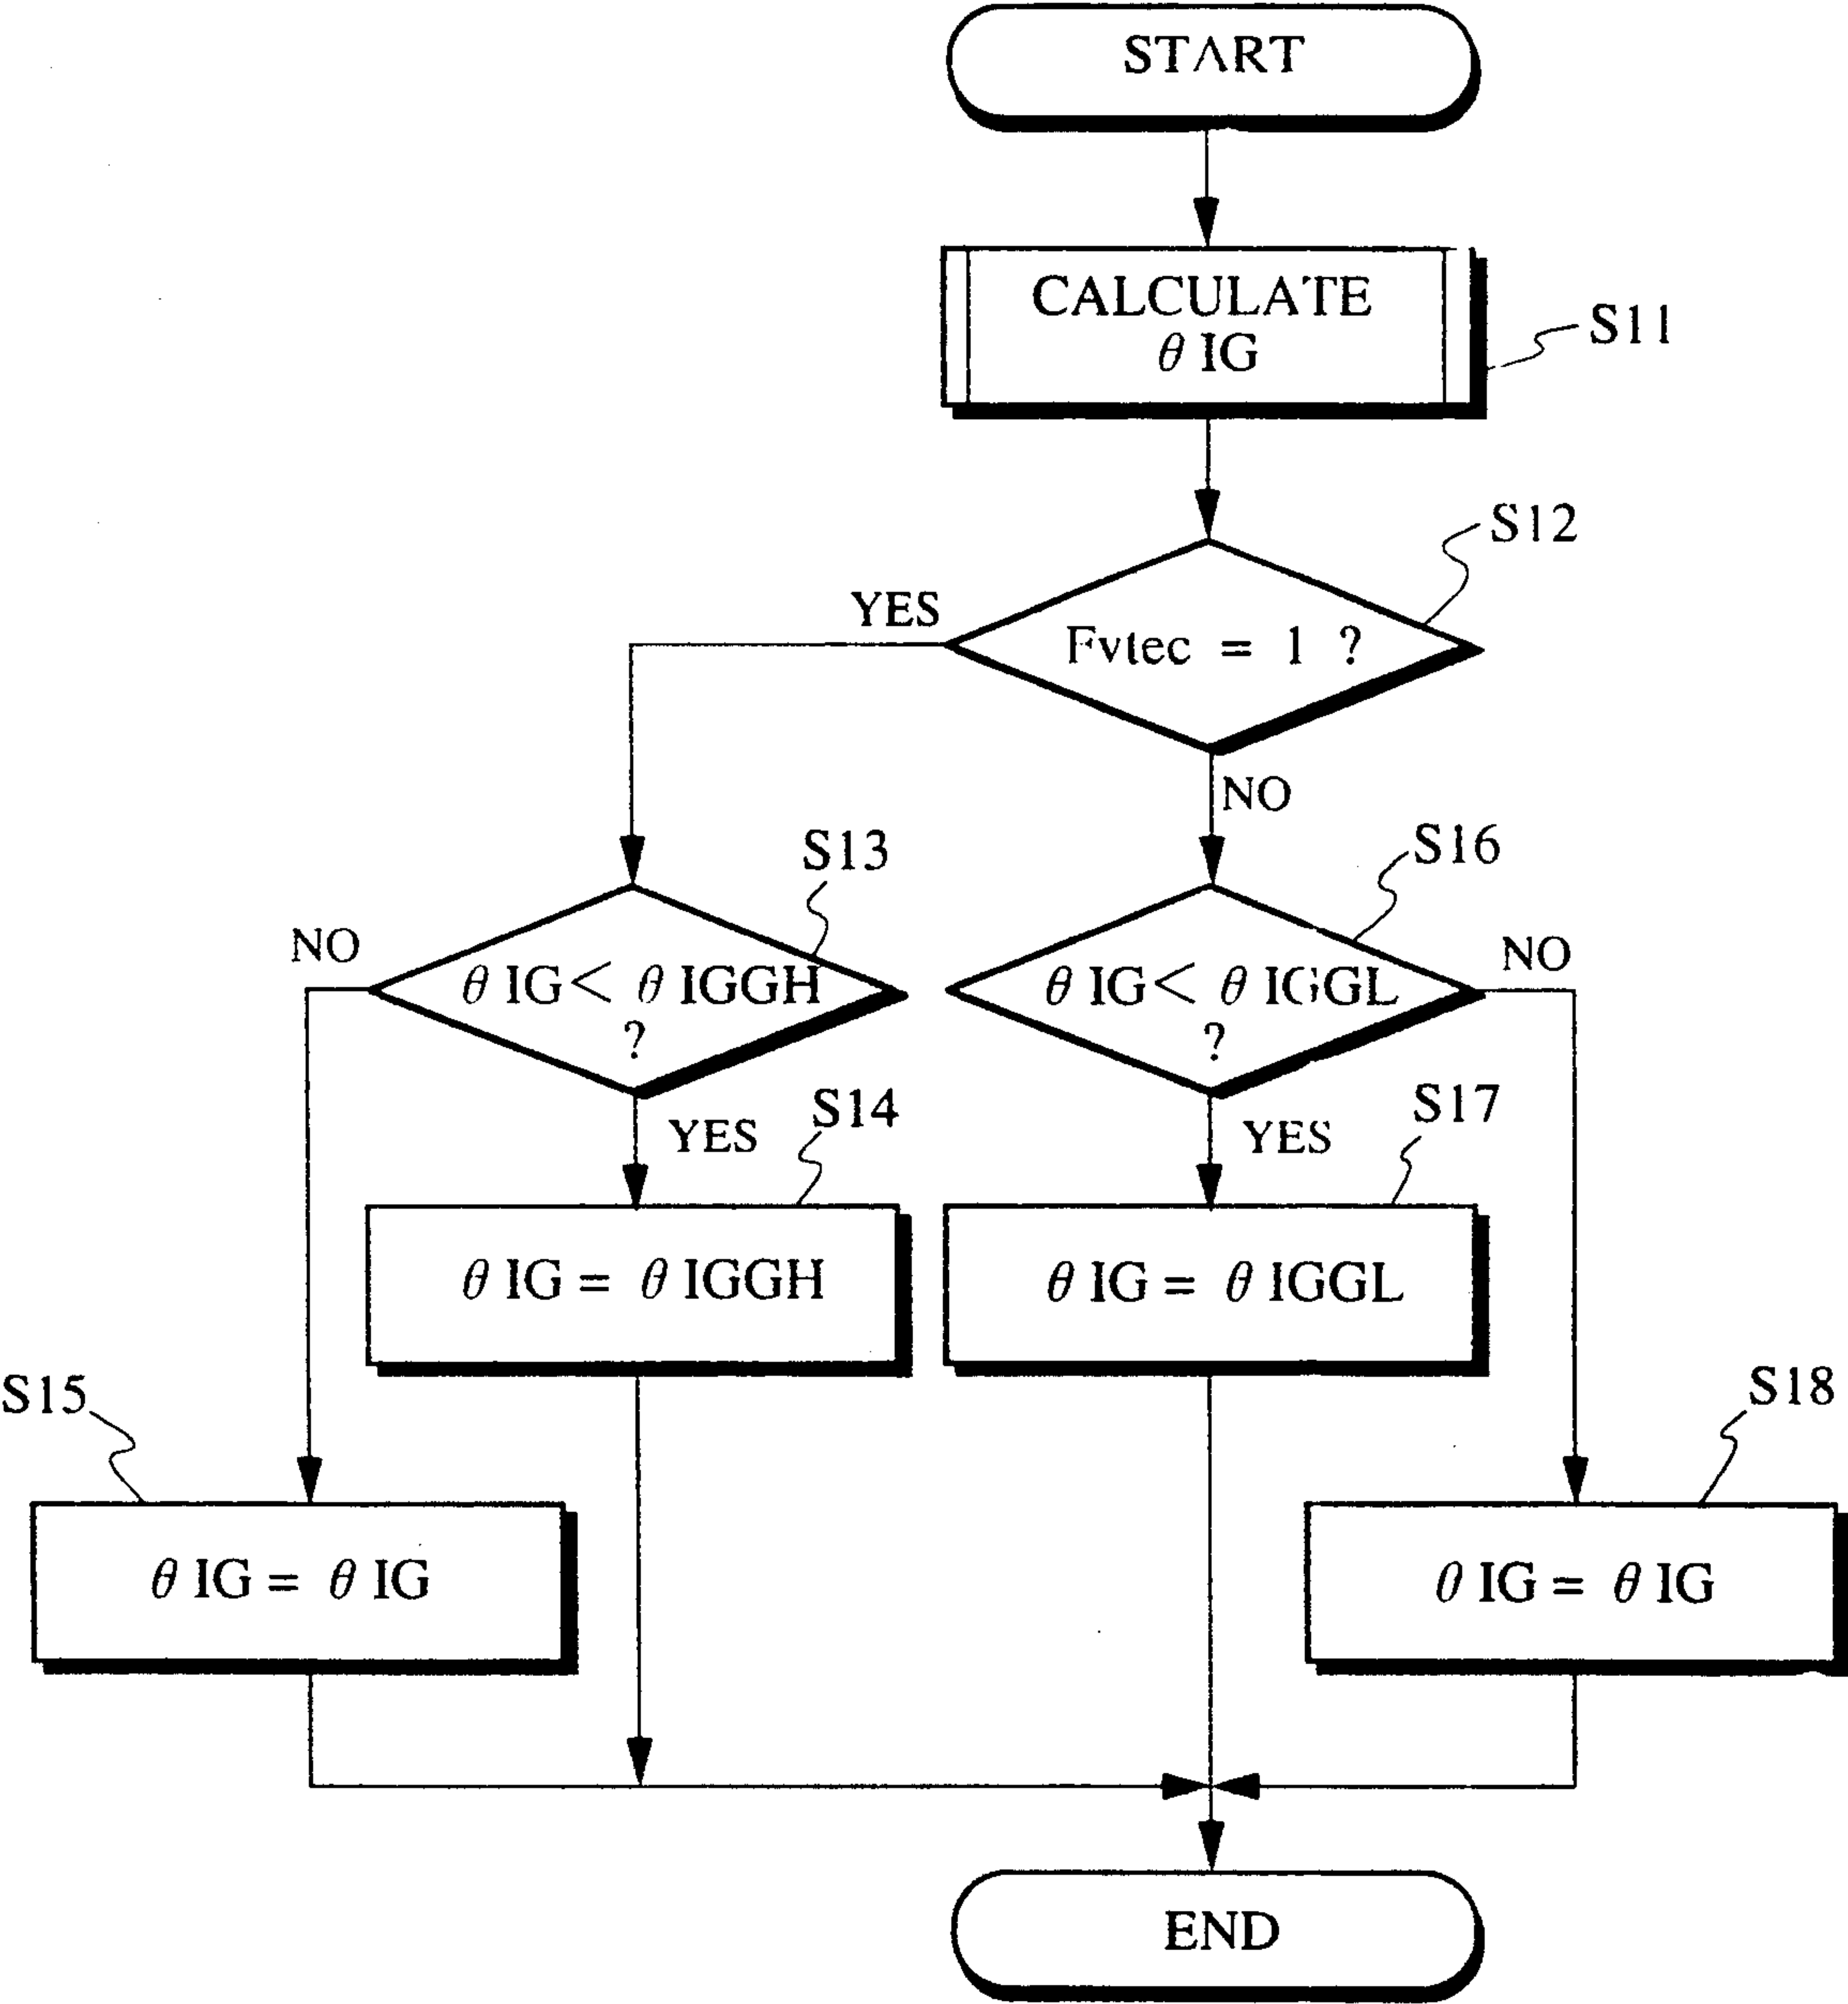 START
CALCULATE
θ IG
S11
S12
YES
Fvtec = 1 ?
NO
S13
S16
NO
θ IG < θ IGGH
?
θ IG < θ IGGL
?
NO
S14
YES
S17
YES
θ IG = θ IGGH
θ IG = θ IGGL
S15
S18
θ IG = θ IG
θ IG = θ IG
END